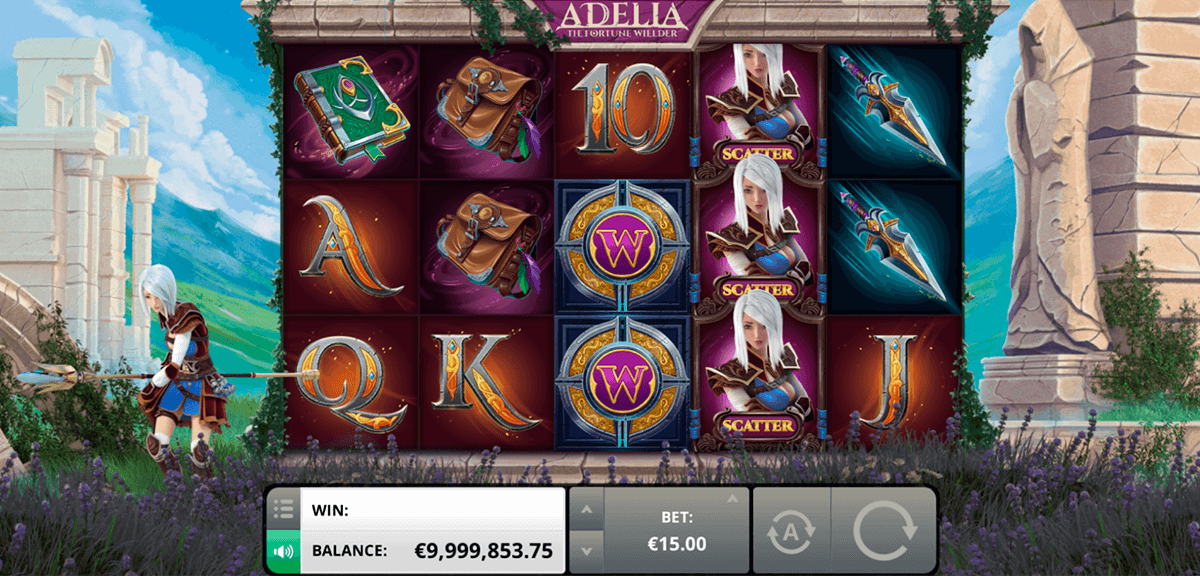 ADELIA
THE FORTUNE WIELDER
10
SCATTER
A
W
SCATTER
Q
K
W
SCATTER
J
WIN:
BET:
A
BALANCE: €9,999,853.75
€15.00